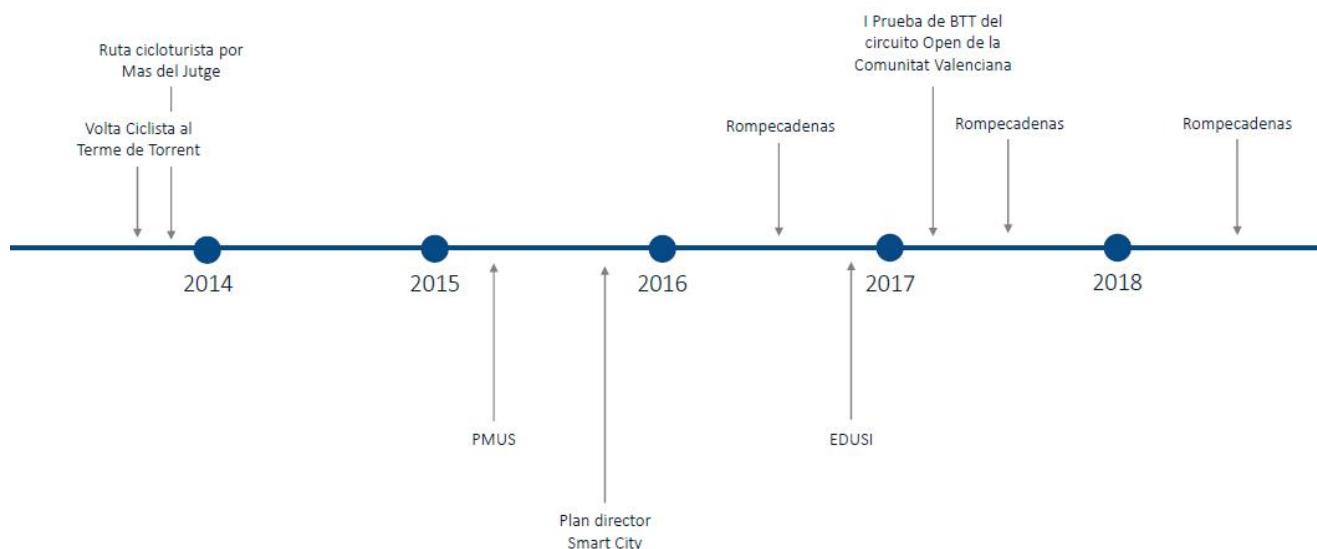 I Prueba de BTT del
circuito Open de la
Comunitat Valenciana
Ruta cicloturista por
Mas del Jutge
Volta Ciclista al
Terme de Torrent
Rompecadenas
Rompecadenas
Rompecadenas
2014
2015
2016
2017
2018
PMUS
EDUSI
Plan director
Smart City